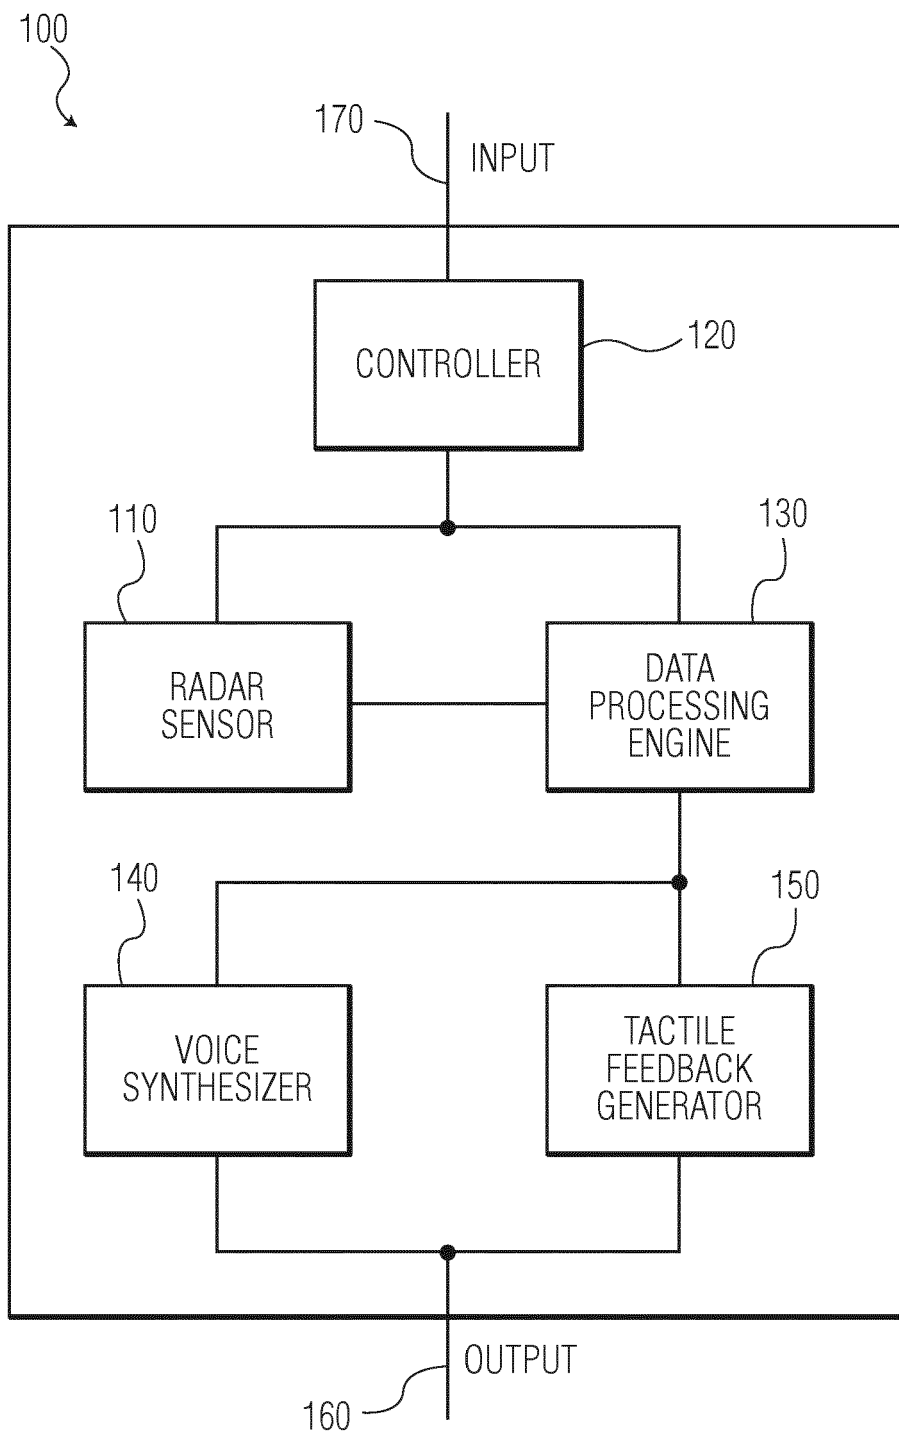 100
170
INPUT
CONTROLLER
120
110
130
RADAR
SENSOR
DATA
PROCESSING
ENGINE
140
150
VOICE
SYNTHESIZER
TACTILE
FEEDBACK
GENERATOR
OUTPUT
160